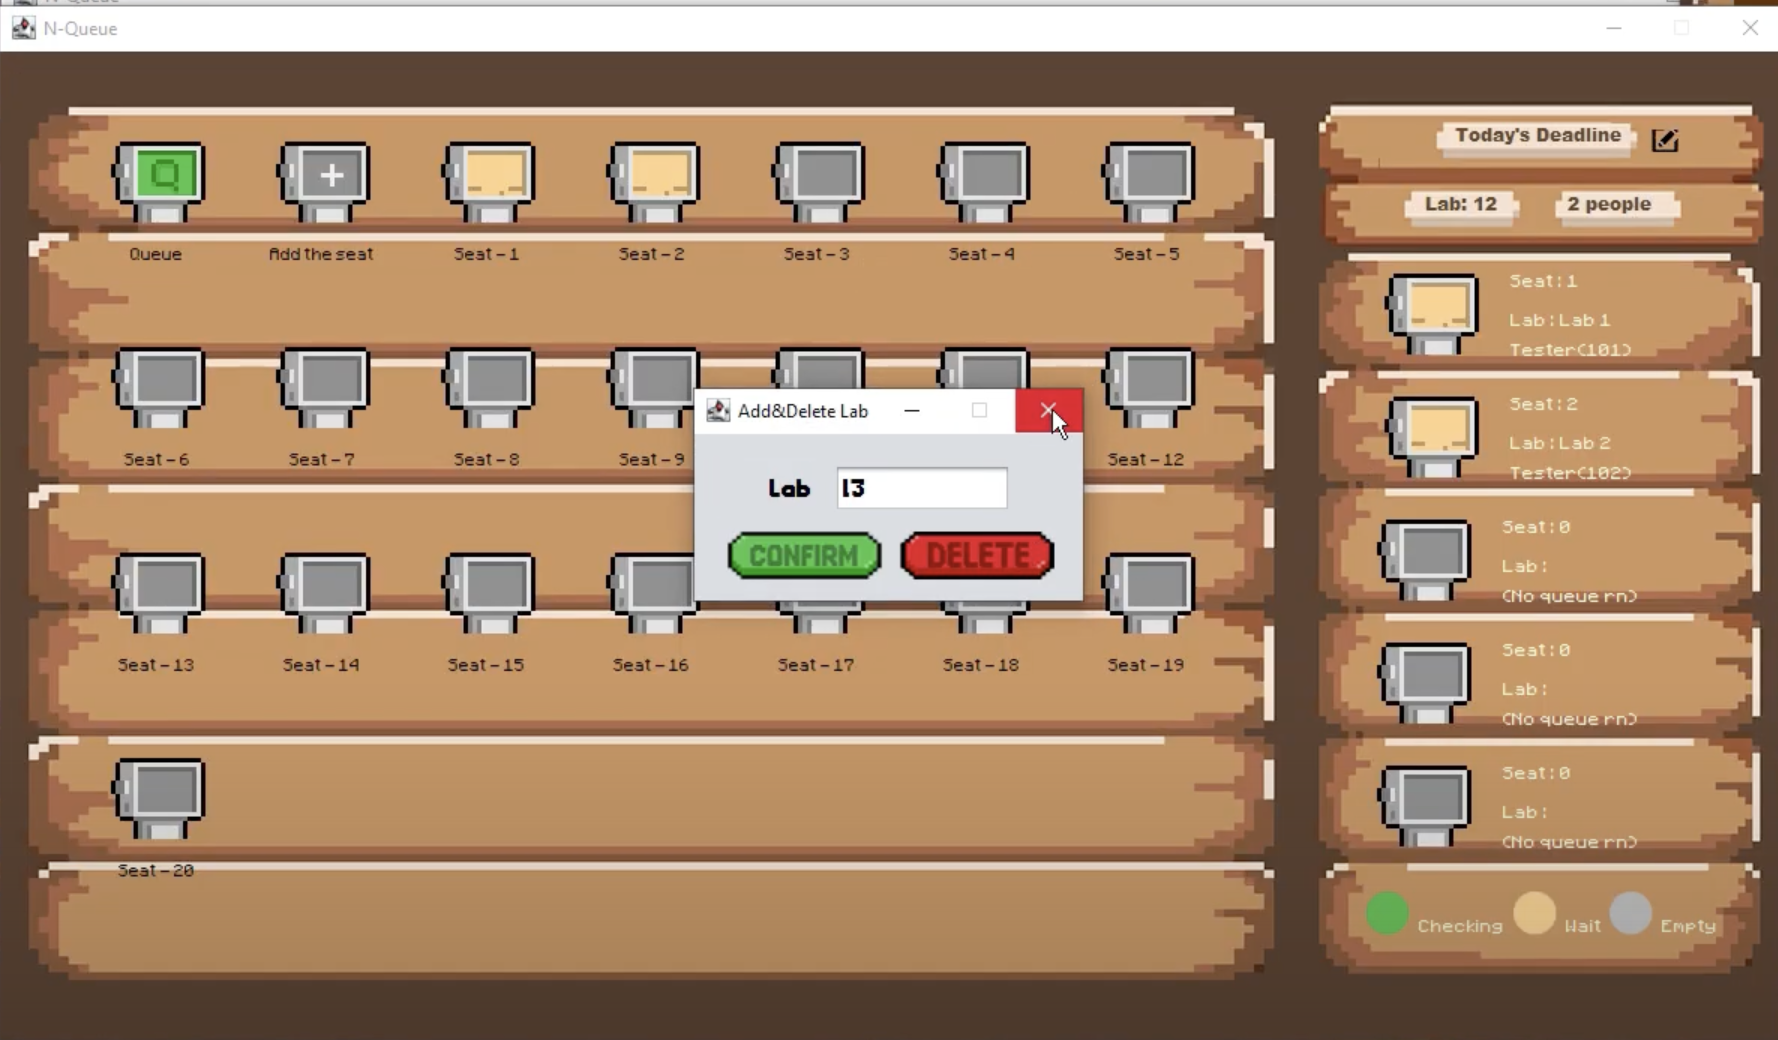 N-Queue
N-Queue
Today's Deadline
Lab: 12 2 people
Q +
Queue Add the seat Seat-1 Seat-2 Seat-3 Seat-4 Seat-5
Seat:1
Lab:Lab 1
Tester(101)
Seat:2
Lab:Lab 2
Tester(102)
Seat-6 Seat-7 Seat-8 Seat-9 Seat-12
Add&Delete Lab
Lab 13
CONFIRM DELETE
Seat:0
Lab:
(No queue rn)
Seat-13 Seat-14 Seat-15 Seat-16 Seat-17 Seat-18 Seat-19
Seat:0
Lab:
(No queue rn)
Seat:0
Lab:
(No queue rn)
Seat-20
Checking Wait Empty